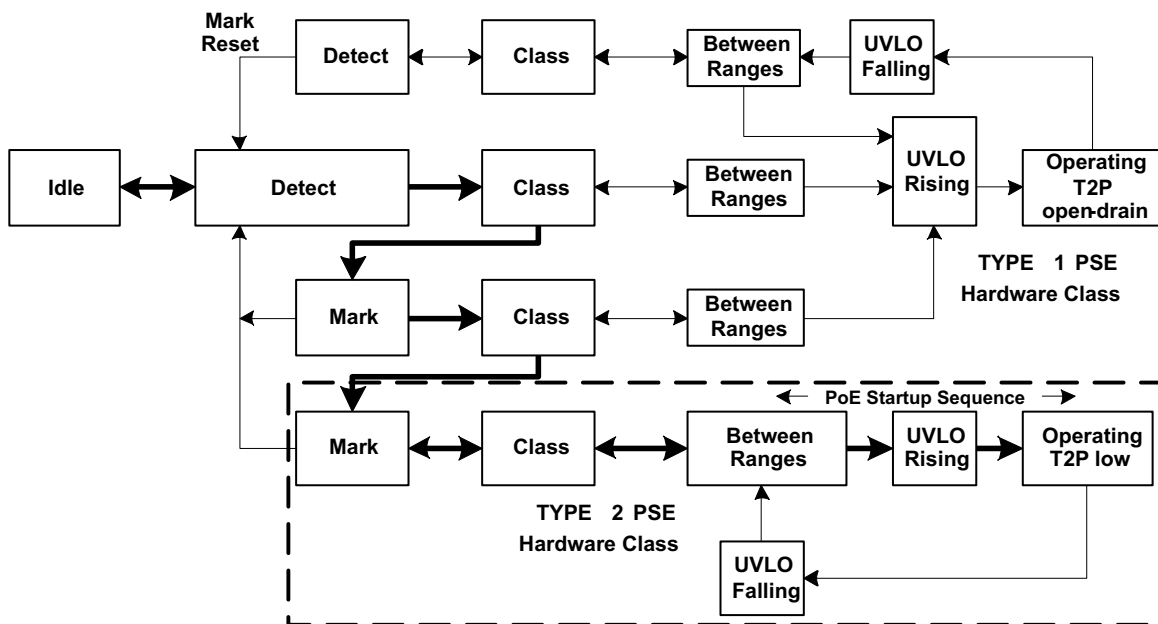 Mark
Reset
Detect
Class
Between
Ranges
UVLO
Falling
Idle
Detect
Class
Between
Ranges
UVLO
Rising
Operating
T2P
open-drain
TYPE 1 PSE
Hardware Class
Mark
Class
Between
Ranges
PoE Startup Sequence
Mark
Class
Between
Ranges
UVLO
Rising
Operating
T2P low
TYPE 2 PSE
Hardware Class
UVLO
Falling